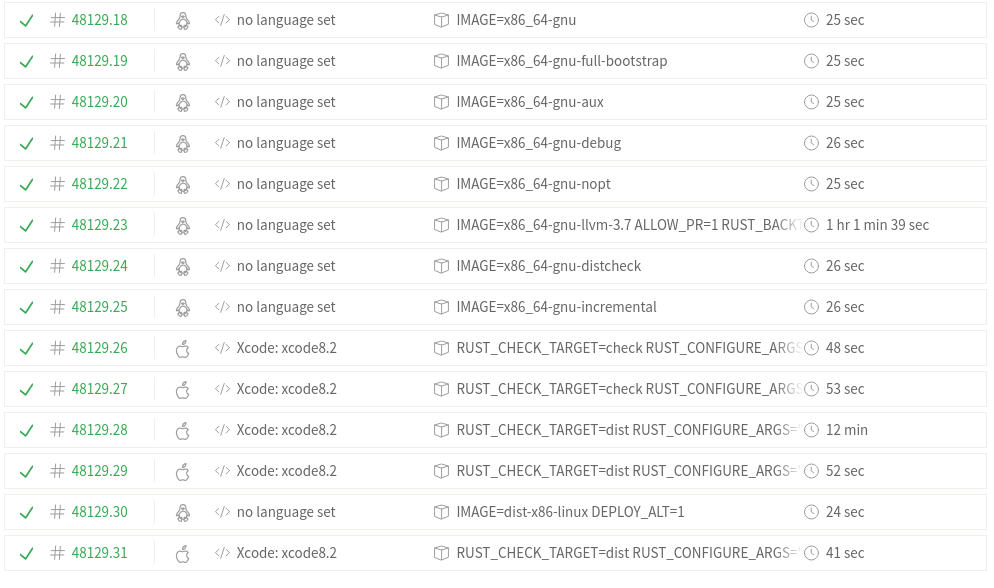 # 48129.18 </> no language set IMAGE=x86_64-gnu 25 sec
# 48129.19 </> no language set IMAGE=x86_64-gnu-full-bootstrap 25 sec
# 48129.20 </> no language set IMAGE=x86_64-gnu-aux 25 sec
# 48129.21 </> no language set IMAGE=x86_64-gnu-debug 26 sec
# 48129.22 </> no language set IMAGE=x86_64-gnu-nopt 25 sec
# 48129.23 </> no language set IMAGE=x86_64-gnu-llvm-3.7 ALLOW_PR=1 RUST_BACKT 1 hr 1 min 39 sec
# 48129.24 </> no language set IMAGE=x86_64-gnu-distcheck 26 sec
# 48129.25 </> no language set IMAGE=x86_64-gnu-incremental 26 sec
# 48129.26 </> Xcode: xcode8.2 RUST_CHECK_TARGET=check RUST_CONFIGURE_ARGS 48 sec
# 48129.27 </> Xcode: xcode8.2 RUST_CHECK_TARGET=check RUST_CONFIGURE_ARGS 53 sec
# 48129.28 </> Xcode: xcode8.2 RUST_CHECK_TARGET=dist RUST_CONFIGURE_ARGS= 12 min
# 48129.29 </> Xcode: xcode8.2 RUST_CHECK_TARGET=dist RUST_CONFIGURE_ARGS= 52 sec
# 48129.30 </> no language set IMAGE=dist-x86-linux DEPLOY_ALT=1 24 sec
# 48129.31 </> Xcode: xcode8.2 RUST_CHECK_TARGET=dist RUST_CONFIGURE_ARGS= 41 sec